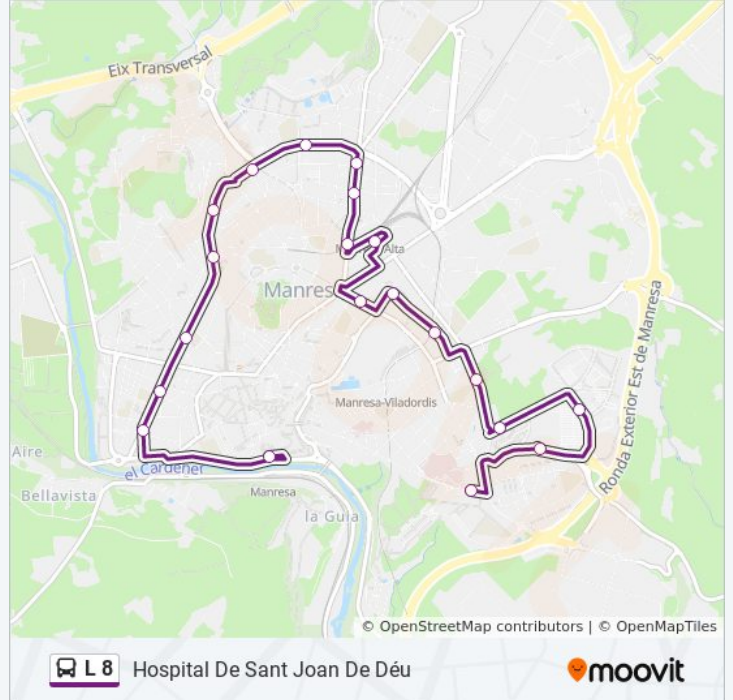 Eix Transversal
Alta
Manres
Ronda Exterior Est de Manresa
Manresa-Viladordis
Aire
el Cardener
Bellavista
Manresa
la Guia
© OpenStreetMap contributors | © OpenMapTiles
L 8
Hospital De Sant Joan De Déu
moovit